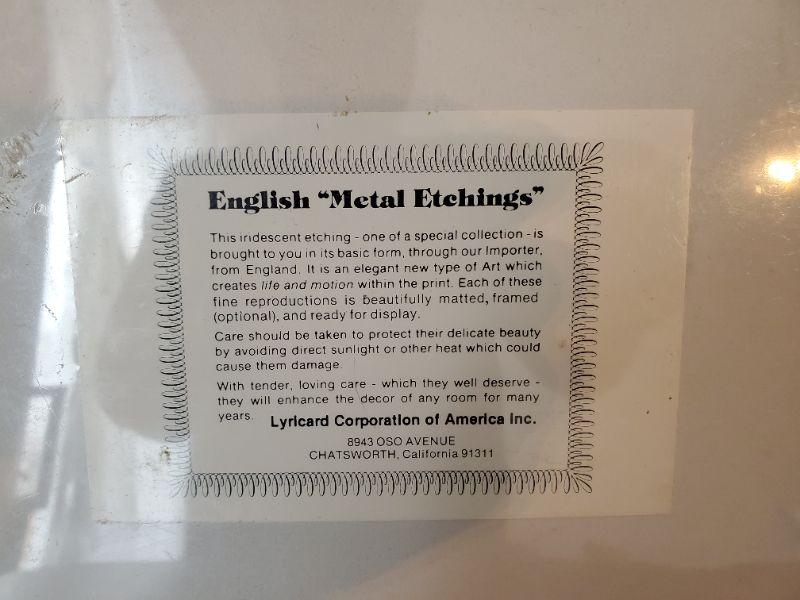 English “Metal Etchings”
This iridescent etching - one of a special collection - is
brought to you in its basic form, through our Importer,
from England. It is an elegant new type of Art which
creates life and motion within the print. Each of these
fine reproductions is beautifully matted, framed
(optional), and ready for display.
Care should be taken to protect their delicate beauty
by avoiding direct sunlight or other heat which could
cause them damage.
With tender, loving care - which they well deserve -
they will enhance the decor of any room for many
years.
Lyricard Corporation of America Inc.
8943 OSO AVENUE
CHATSWORTH, California 91311